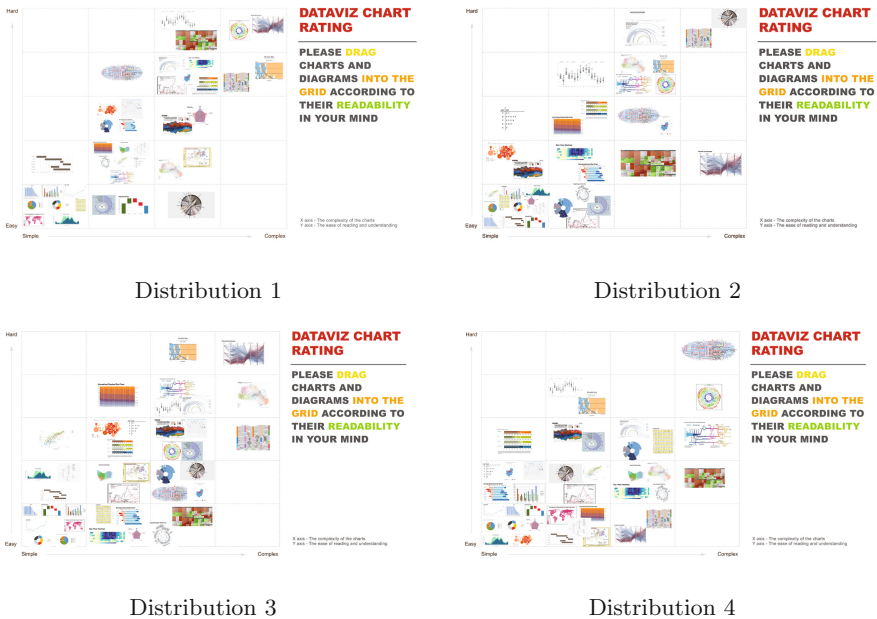 Hard
DATAVIZ CHART
RATING
PLEASE DRAG
CHARTS AND
DIAGRAMS INTO THE
GRID ACCORDING TO
THEIR READABILITY
IN YOUR MIND
X axis - The complexity of the charts
Y axis - The ease of reading and understanding
Easy
Simple
Complex
Distribution 1
Hard
DATAVIZ CHART
RATING
PLEASE DRAG
CHARTS AND
DIAGRAMS INTO THE
GRID ACCORDING TO
THEIR READABILITY
IN YOUR MIND
X axis - The complexity of the charts
Y axis - The ease of reading and understanding
Easy
Simple
Complex
Distribution 2
Hard
DATAVIZ CHART
RATING
PLEASE DRAG
CHARTS AND
DIAGRAMS INTO THE
GRID ACCORDING TO
THEIR READABILITY
IN YOUR MIND
X axis - The complexity of the charts
Y axis - The ease of reading and understanding
Easy
Simple
Complex
Distribution 3
Hard
DATAVIZ CHART
RATING
PLEASE DRAG
CHARTS AND
DIAGRAMS INTO THE
GRID ACCORDING TO
THEIR READABILITY
IN YOUR MIND
X axis - The complexity of the charts
Y axis - The ease of reading and understanding
Easy
Simple
Complex
Distribution 4